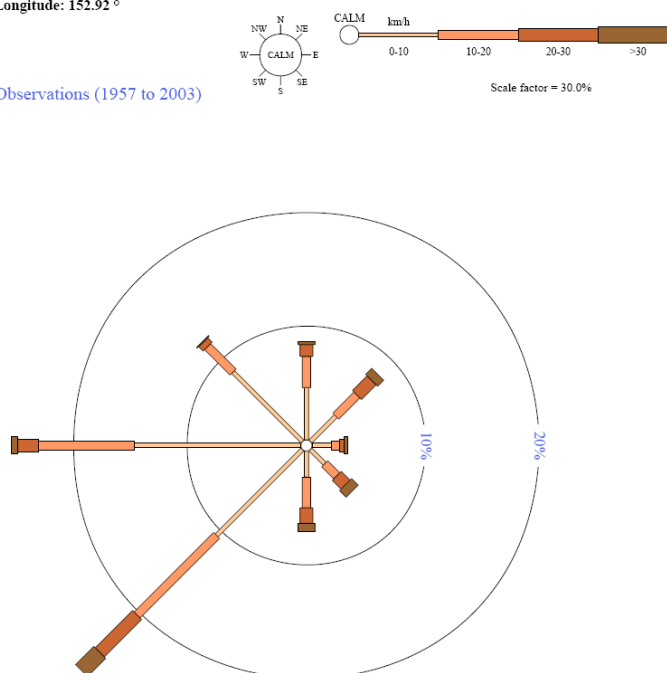 Longitude: 152.92 °
CALM km/h
0-10 10-20 20-30 >30
Scale factor = 30.0%
N
NW NE
W CALM E
SW SE
S
Observations (1957 to 2003)
10%
20%